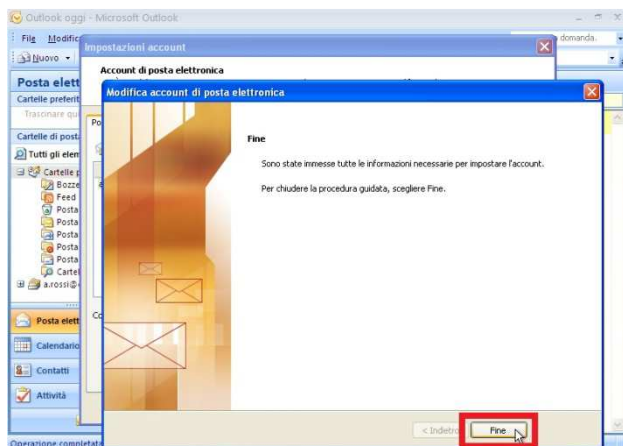 Outlook oggi - Microsoft Outlook
File Modific
domanda.
Nuovo
Impostazioni account
Account di posta elettronica
Posta elett
Modifica account di posta elettronica
Cartelle preferit
Trascinare qui
Cartelle di posta
Tutti gli elem
Cartelle p
Bozze
Feed
Posta
Posta
Posta
Posta
Posta
Cartel
a.rossi@
Fine
Sono state immesse tutte le informazioni necessarie per impostare l'account.
Per chiudere la procedura guidata, scegliere Fine.
Posta elett
Calendario
Contatti
Attività
< Indietro
Fine
Operazione completata